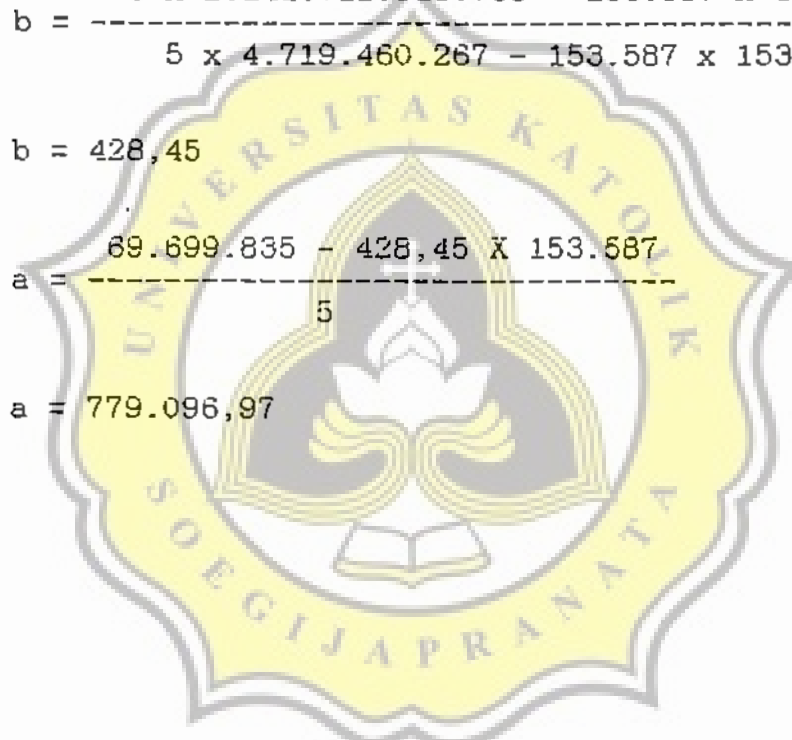 b = ---------------------------------
5 x 4.719.460.267 - 153.587 x 153
b = 428,45
69.699.835 - 428,45 X 153.587
a = -----------------------------
5
a = 779.096,97
UNIVERSITAS KATOLIK
SOEGIJAPRANATA